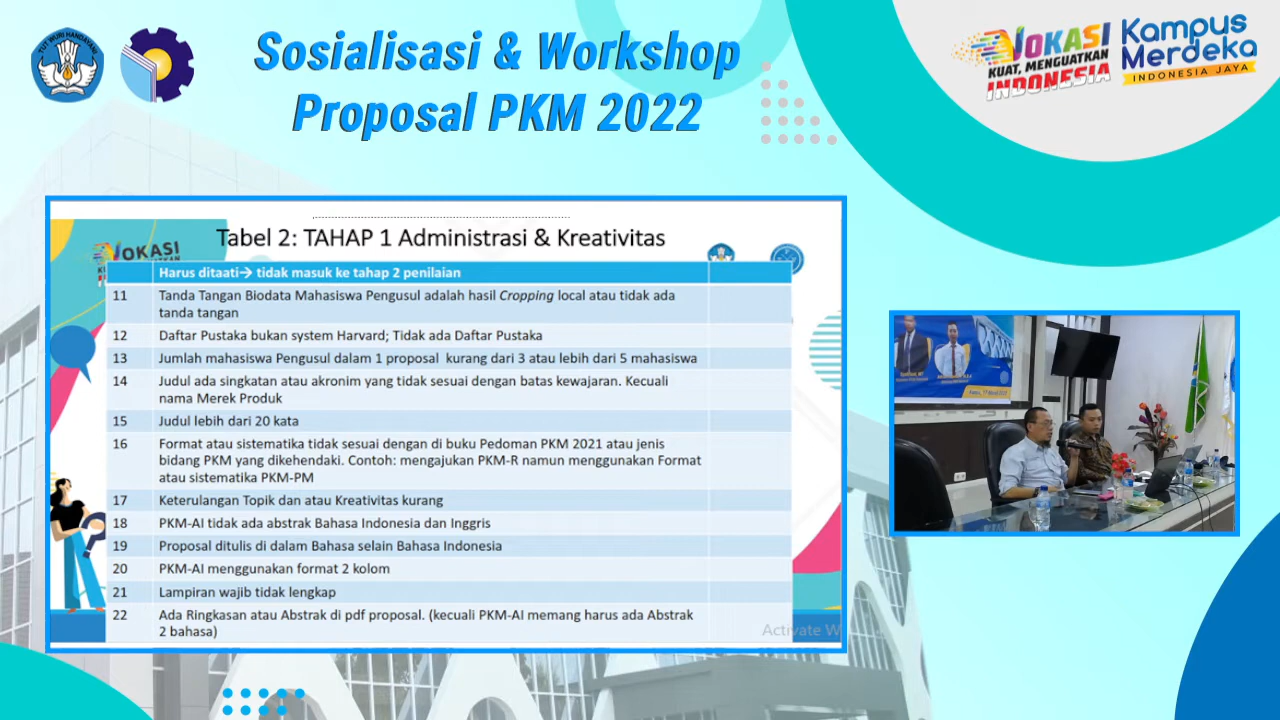 TUT WURI HANDAYANI
Sosialisasi & Workshop
Proposal PKM 2022
VOKASI
KUAT, MENGUATKAN
INDONESIA
Kampus
Merdeka
INDONESIA JAYA
VOKASI
Tabel 2: TAHAP 1 Administrasi & Kreativitas
Harus ditaati→ tidak masuk ke tahap 2 penilaian
11 Tanda Tangan Biodata Mahasiswa Pengusul adalah hasil Cropping local atau tidak ada
tanda tangan
12 Daftar Pustaka bukan system Harvard; Tidak ada Daftar Pustaka
13 Jumlah mahasiswa Pengusul dalam 1 proposal kurang dari 3 atau lebih dari 5 mahasiswa
14 Judul ada singkatan atau akronim yang tidak sesuai dengan batas kewajaran. Kecuali
nama Merek Produk
15 Judul lebih dari 20 kata
16 Format atau sistematika tidak sesuai dengan di buku Pedoman PKM 2021 atau jenis
bidang PKM yang dikehendaki. Contoh: mengajukan PKM-R namun menggunakan Format
atau sistematika PKM-PM
17 Keterulangan Topik dan atau Kreativitas kurang
18 PKM-AI tidak ada abstrak Bahasa Indonesia dan Inggris
19 Proposal ditulis di dalam Bahasa selain Bahasa Indonesia
20 PKM-AI menggunakan format 2 kolom
21 Lampiran wajib tidak lengkap
22 Ada Ringkasan atau Abstrak di pdf proposal. (kecuali PKM-AI memang harus ada Abstrak
2 bahasa)
Activate W